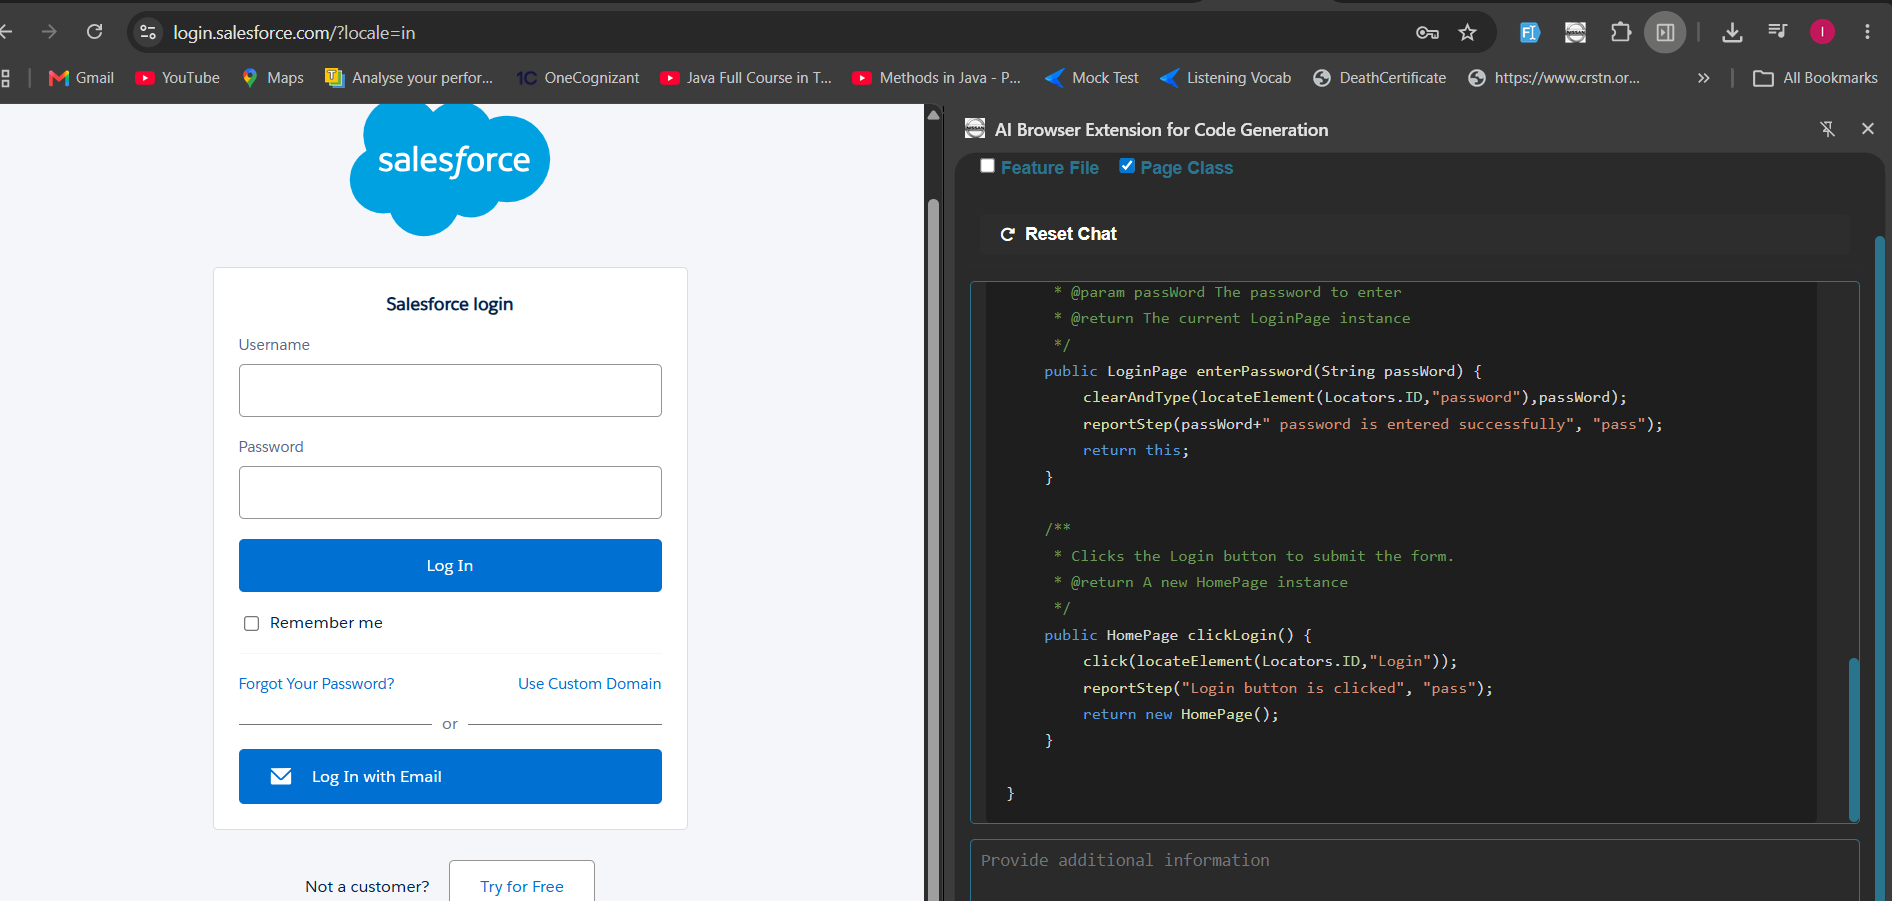 login.salesforce.com/?locale=in
Gmail
YouTube
Maps
Analyse your perfor...
1C OneCognizant
Java Full Course in T...
Methods in Java - P...
Mock Test
Listening Vocab
DeathCertificate
https://www.crstn.or...
»
All Bookmarks
salesforce
Salesforce login
Username
Password
Log In
Remember me
Forgot Your Password?
Use Custom Domain
or
Log In with Email
Not a customer?
Try for Free
AI Browser Extension for Code Generation
Feature File
Page Class
Reset Chat
* @param passWord The password to enter
* @return The current LoginPage instance
*/
public LoginPage enterPassword(String passWord) {
clearAndType(locateElement(Locators.ID,"password"),passWord);
reportStep(passWord+" password is entered successfully", "pass");
return this;
}
/**
* Clicks the Login button to submit the form.
* @return A new HomePage instance
*/
public HomePage clickLogin() {
click(locateElement(Locators.ID,"Login"));
reportStep("Login button is clicked", "pass");
return new HomePage();
}
}
Provide additional information